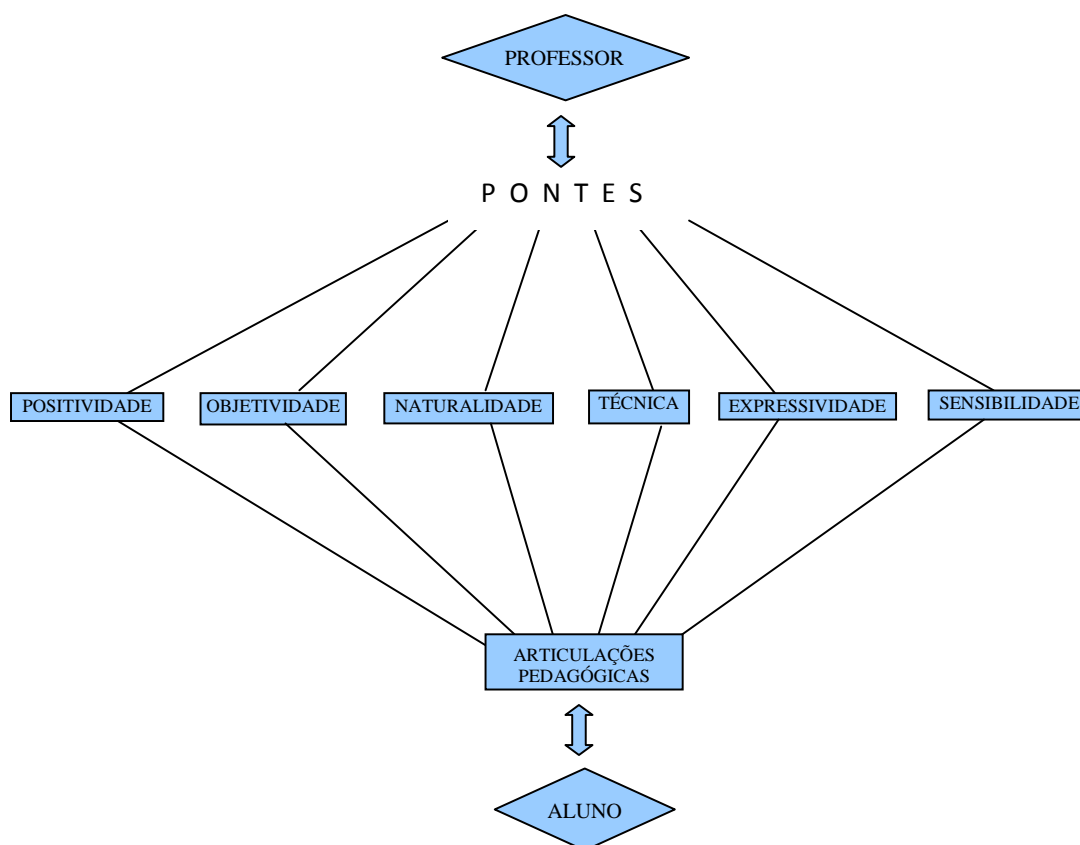 PROFESSOR
P O N T E S
POSITIVIDADE
OBJETIVIDADE
NATURALIDADE
TÉCNICA
EXPRESSIVIDADE
SENSIBILIDADE
ARTICULAÇÕES
PEDAGÓGICAS
ALUNO